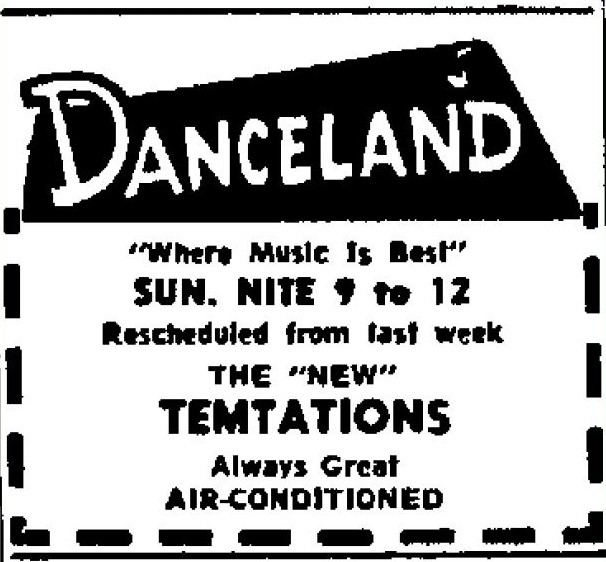 DANCELAND
"Where Music Is Best"
SUN. NITE 9 to 12
Rescheduled from last week
THE "NEW"
TEMTATIONS
Always Great
AIR-CONDITIONED